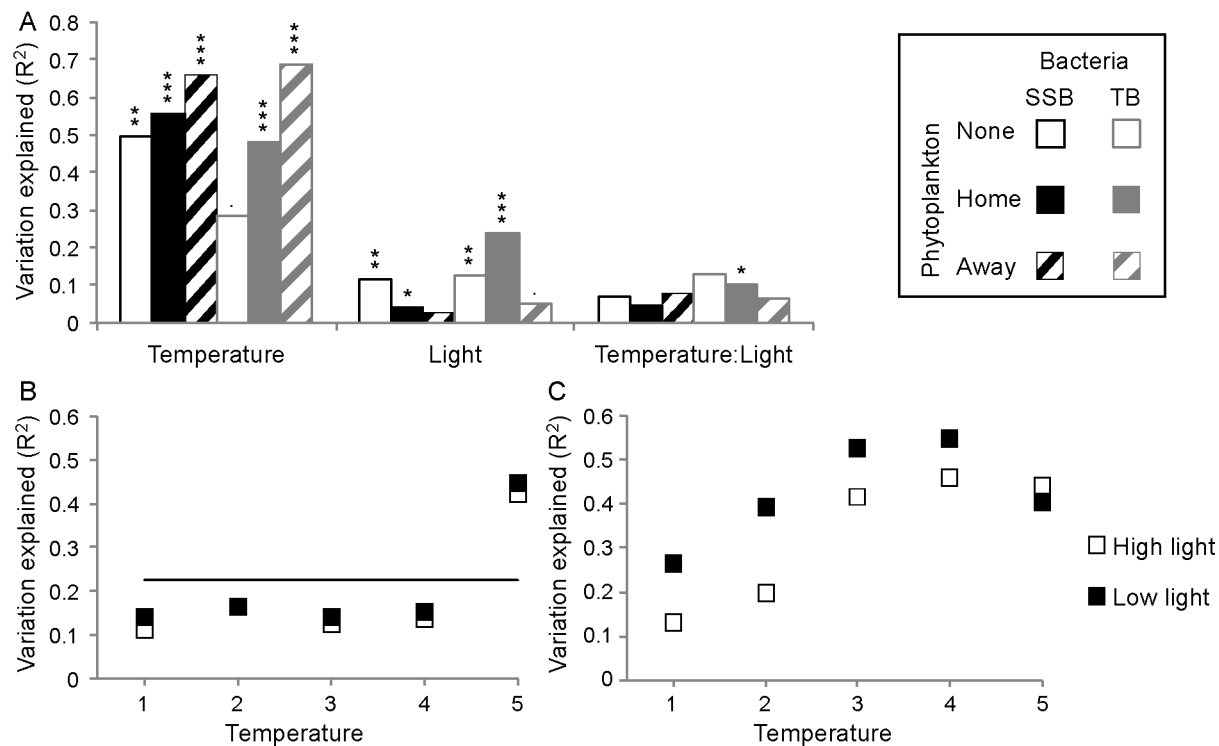 A
Variation explained (R²)
0.8
0.7
0.6
0.5
0.4
0.3
0.2
0.1
0
** *** *** . *** ***
** * ** *** .
*
Temperature Light Temperature:Light
Bacteria
SSB TB
Phytoplankton
None
Home
Away
B
Variation explained (R²)
0.6
0.5
0.4
0.3
0.2
0.1
0
1 2 3 4 5
Temperature
C
Variation explained (R²)
0.6
0.5
0.4
0.3
0.2
0.1
0
1 2 3 4 5
Temperature
High light
Low light